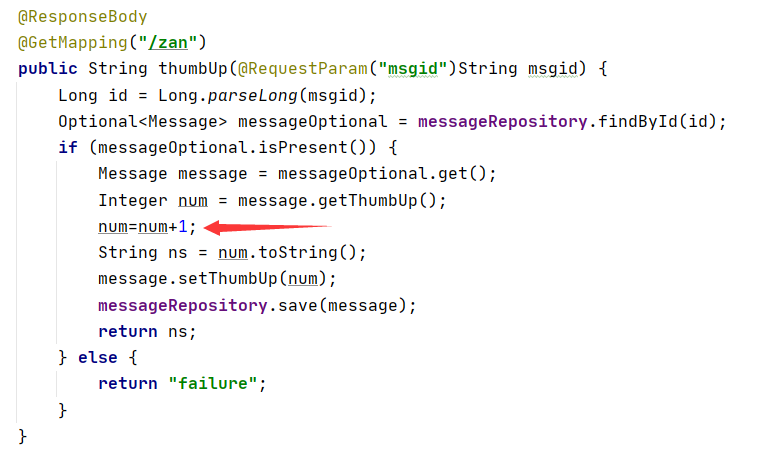 @ResponseBody
@GetMapping("/zan")
public String thumbUp(@RequestParam("msgid")String msgid) {
    Long id = Long.parseLong(msgid);
    Optional<Message> messageOptional = messageRepository.findById(id);
    if (messageOptional.isPresent()) {
        Message message = messageOptional.get();
        Integer num = message.getThumbUp();
        num=num+1;
        String ns = num.toString();
        message.setThumbUp(num);
        messageRepository.save(message);
        return ns;
    } else {
        return "failure";
    }
}